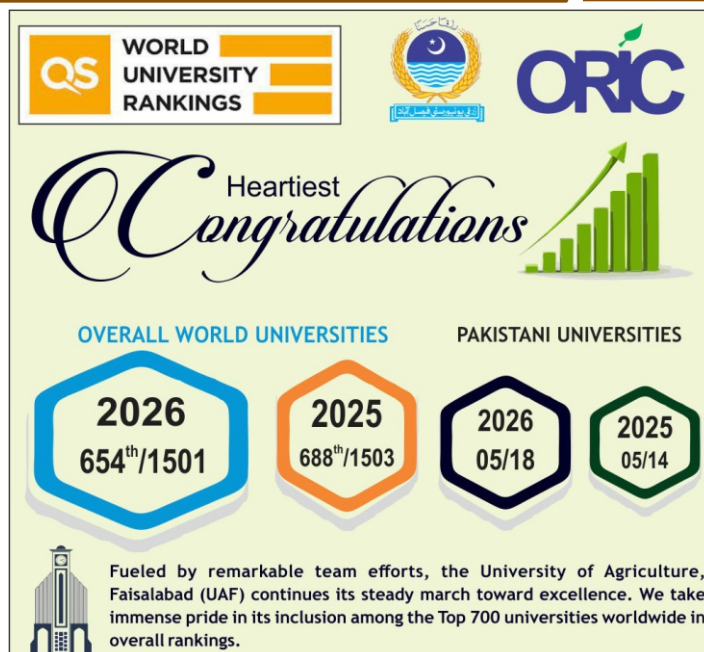 QS
WORLD
UNIVERSITY
RANKINGS
ORIC
Heartiest
Congratulations
OVERALL WORLD UNIVERSITIES
PAKISTANI UNIVERSITIES
2026
654th/1501
2025
688th/1503
2026
05/18
2025
05/14
Fueled by remarkable team efforts, the University of Agriculture,
Faisalabad (UAF) continues its steady march toward excellence. We take
immense pride in its inclusion among the Top 700 universities worldwide in
overall rankings.